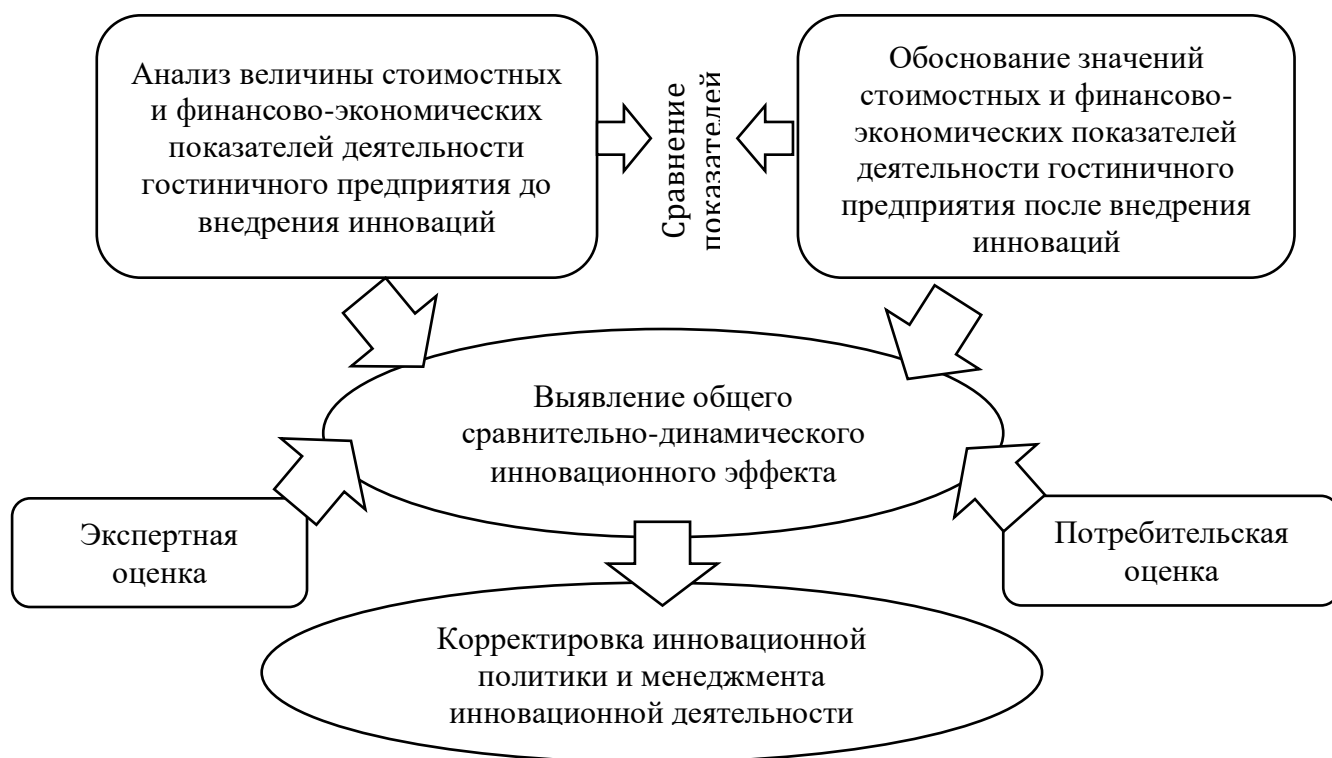 Анализ величины стоимостных
и финансово-экономических
показателей деятельности
гостиничного предприятия до
внедрения инноваций
Сравнение
показателей
Обоснование значений
стоимостных и финансово-
экономических показателей
деятельности гостиничного
предприятия после внедрения
инноваций
Выявление общего
сравнительно-динамического
инновационного эффекта
Экспертная
оценка
Потребительская
оценка
Корректировка инновационной
политики и менеджмента
инновационной деятельности